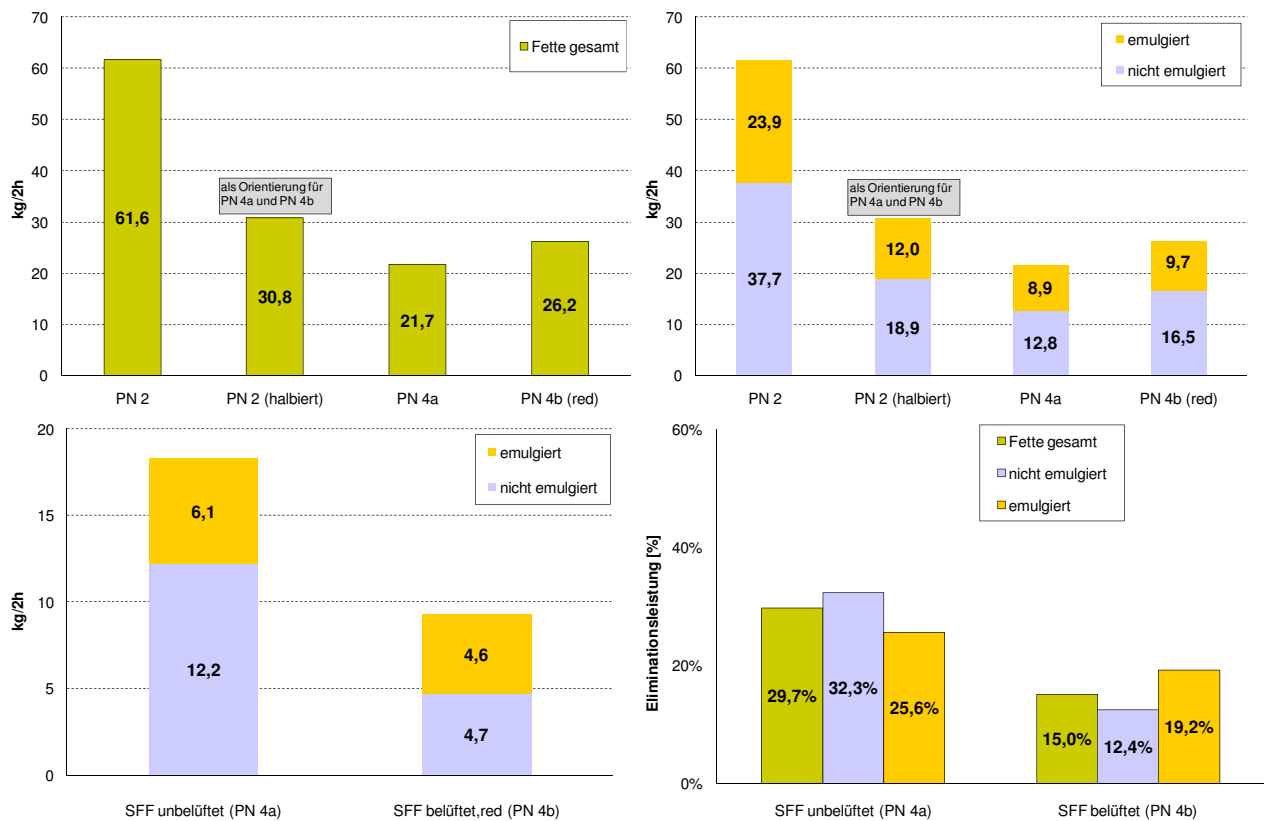 70
60
50
40
30
20
10
0
kg/2h
Fette gesamt
61,6
als Orientierung für
PN 4a und PN 4b
30,8
21,7
26,2
PN 2
PN 2 (halbiert)
PN 4a
PN 4b (red)
70
60
50
40
30
20
10
0
kg/2h
emulgiert
nicht emulgiert
23,9
37,7
als Orientierung für
PN 4a und PN 4b
12,0
18,9
8,9
12,8
9,7
16,5
PN 2
PN 2 (halbiert)
PN 4a
PN 4b (red)
20
15
10
5
0
kg/2h
emulgiert
nicht emulgiert
6,1
12,2
4,6
4,7
SFF unbelüftet (PN 4a)
SFF belüftet,red (PN 4b)
60%
40%
20%
0%
Eliminationsleistung [%]
Fette gesamt
nicht emulgiert
emulgiert
29,7%
32,3%
25,6%
15,0%
12,4%
19,2%
SFF unbelüftet (PN 4a)
SFF belüftet (PN 4b)